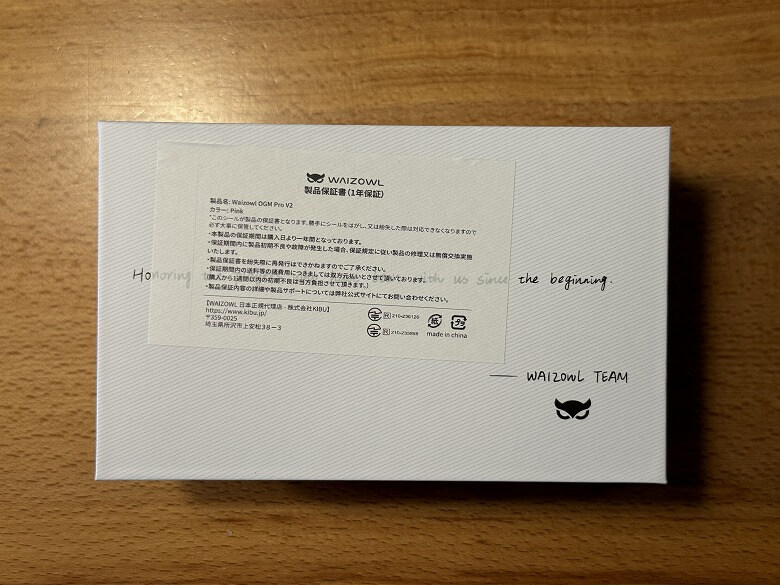 WAIZOWL
製品保証書(1年保証)
製品名: Waizowl OGM Pro V2
カラー: Pink
*このシールが製品の保証書となります。勝手にシールをはがし、又は紛失した際は対応できなくなりますので
必ず大事に保管してください。
・本製品の保証期間は購入日より一年間となっております。
・保証期間内に製品初期不良や故障が発生した場合、保証規定に従い製品の修理又は無償交換実施
いたします。
・製品保証書を紛失際に再発行はできかねますのでご了承ください。
・保証期間内の送料等の諸費用につきましては双方元払いとさせて頂いております。
(購入から1週間以内の初期不良は当方負担させて頂きます。)
・製品保証内容の詳細や製品サポートについては弊社公式サイトにてお問い合わせください。
【WAIZOWL 日本正規代理店 - 株式会社KIBU】
https://www.kibu.jp/
〒359-0025
埼玉県所沢市上安松38-3
R 210-236126
R
紙
プラ
made in china
Honoring with us since the beginning.
— WAIZOWL TEAM